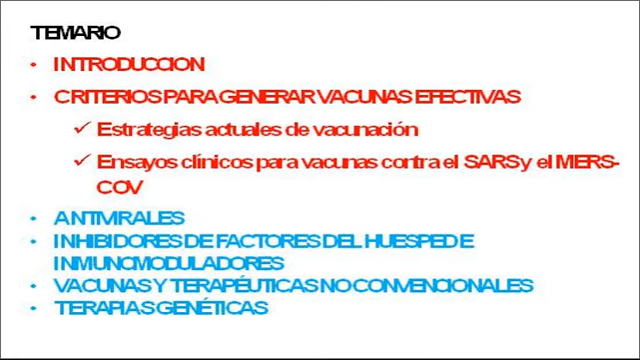 TEMARIO
• INTRODUCCION
• CRITERIOS PARA GENERAR VACUNAS EFECTIVAS
✓ Estrategias actuales de vacunación
✓ Ensayos clínicos para vacunas contra el SARS y el MERS-
COV
• ANTIVIRALES
• INHIBIDORES DE FACTORES DEL HUESPED E
INMUNOMODULADORES
• VACUNAS Y TERAPÉUTICAS NO CONVENCIONALES
• TERAPIAS GENÉTICAS